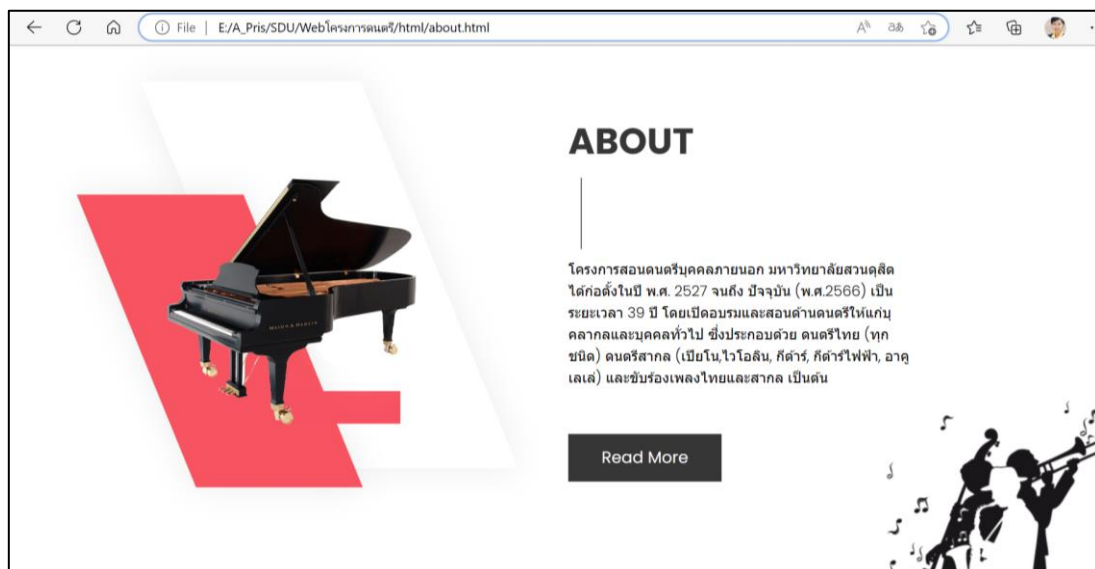 File | E:/A_Pris/SDU/Webโครงการดนตรี/html/about.html
ABOUT
โครงการสอนดนตรีบุคคลภายนอก มหาวิทยาลัยสวนดุสิต
ได้ก่อตั้งในปี พ.ศ. 2527 จนถึง ปัจจุบัน (พ.ศ.2566) เป็น
ระยะเวลา 39 ปี โดยเปิดอบรมและสอนด้านดนตรีให้แก่บุ
คลากลและบุคคลทั่วไป ซึ่งประกอบด้วย ดนตรีไทย (ทุก
ชนิด) ดนตรีสากล (เปียโน,ไวโอลิน, กีต้าร์, กีต้าร์ไฟฟ้า, อาคู
เลเล่) และขับร้องเพลงไทยและสากล เป็นต้น
Read More